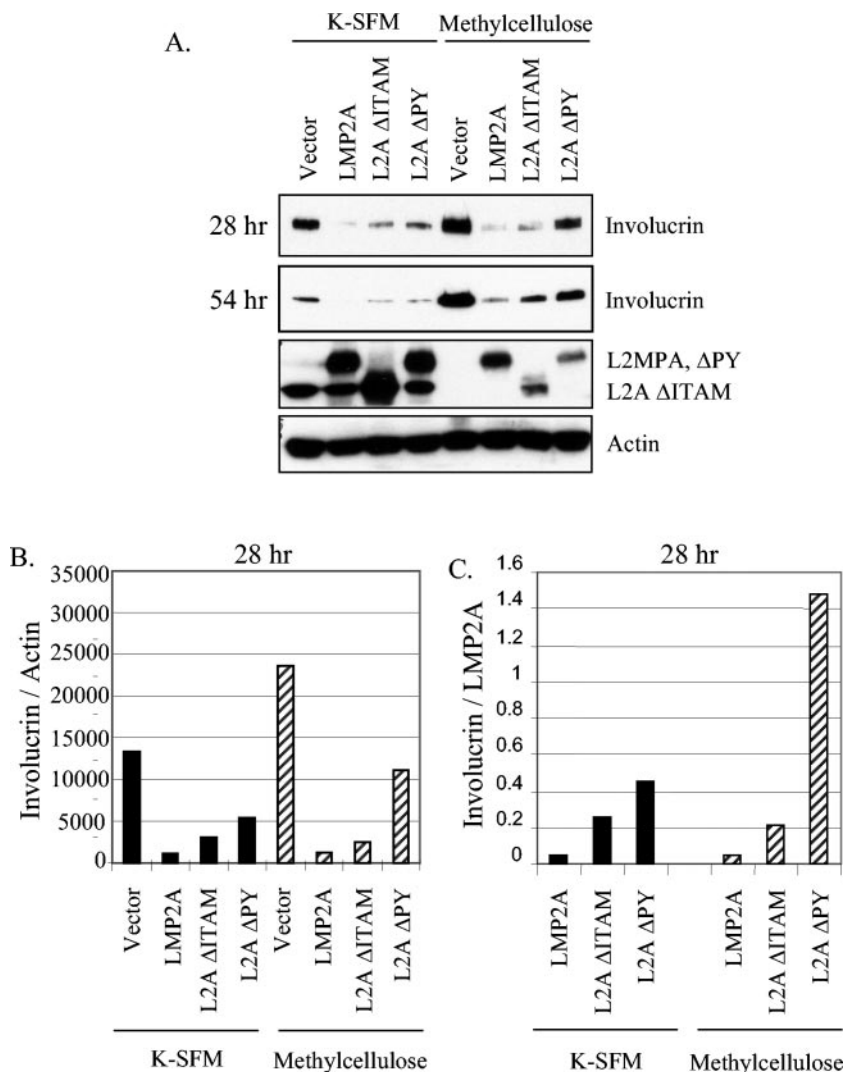 A.
K-SFM Methylcellulose
Vector LMP2A L2A ΔITAM L2A ΔPY Vector LMP2A L2A ΔITAM L2A ΔPY
28 hr Involucrin
54 hr Involucrin
L2MPA, ΔPY
L2A ΔITAM
Actin
B.
28 hr
Involucrin / Actin
35000
30000
25000
20000
15000
10000
5000
0
Vector LMP2A L2A ΔITAM L2A ΔPY Vector LMP2A L2A ΔITAM L2A ΔPY
K-SFM Methylcellulose
C.
28 hr
Involucrin / LMP2A
1.6
1.4
1.2
1
0.8
0.6
0.4
0.2
0
LMP2A L2A ΔITAM L2A ΔPY LMP2A L2A ΔITAM L2A ΔPY
K-SFM Methylcellulose